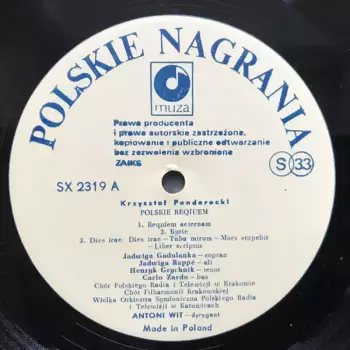 POLSKIE NAGRANIA
muza
Prawa producenta
i prawa autorskie zastrzeżone,
kopiowanie i publiczne odtwarzanie
bez zezwolenia wzbronione
ZAIKS
S 33
SX 2319 A
Krzysztof Penderecki
POLSKIE REQIUEM
1. Requiem aeternam
2. Kyrie
3. Dies irae: Dies irae — Tuba mirum — Mors stupebit
— Liber scriptus
Jadwiga Gadulanka — sopran
Jadwiga Rappé — alt
Henryk Grychnik — tenor
Carlo Zardo — bas
Chór Polskiego Radia i Telewizji w Krakowie
Chór Filharmonii Krakowskiej
Wielka Orkiestra Symfoniczna Polskiego Radia
i Telewizji w Katowicach
ANTONI WIT — dyrygent
Made in Poland